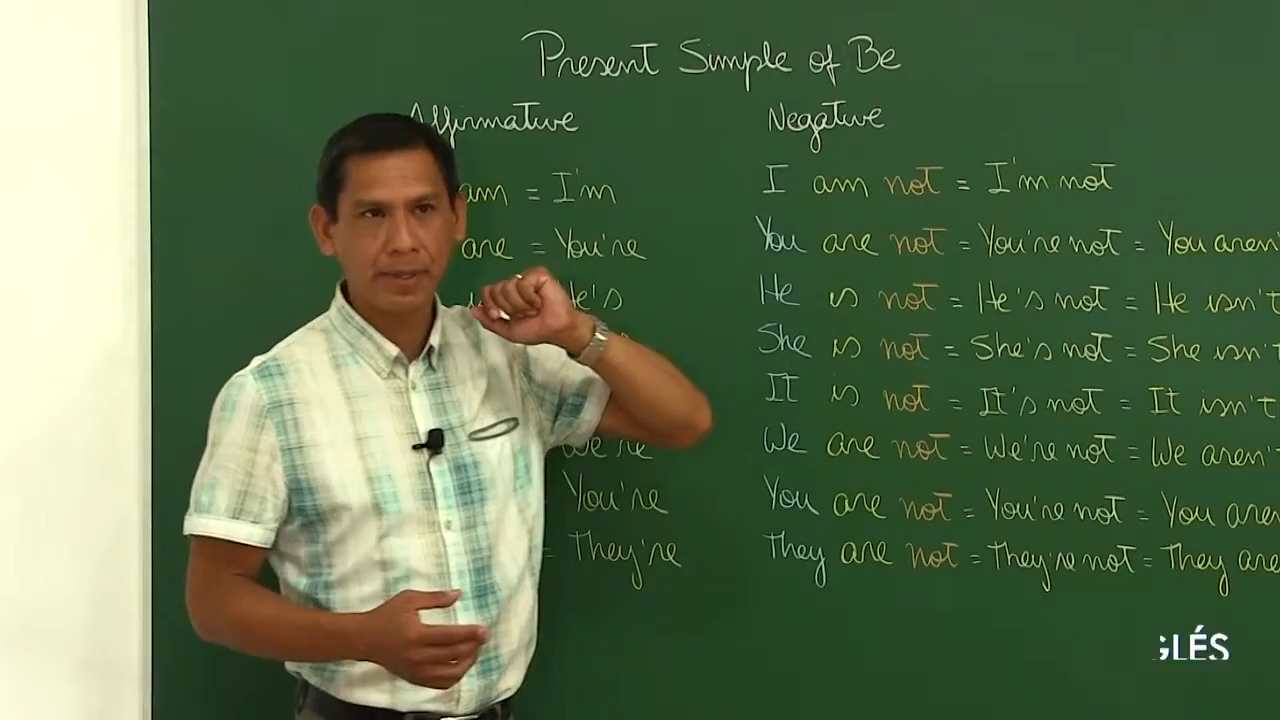 Present Simple of Be
Affirmative Negative
am = I'm I am not = I'm not
are = You're You are not = You're not = You aren'
He's He is not = He's not = He isn't
She is not = She's not = She isn't
It is not = It's not = It isn't
We're We are not = We're not = We aren'
You're You are not = You're not = You aren
= They're They are not = They're not = They are
GLÉS